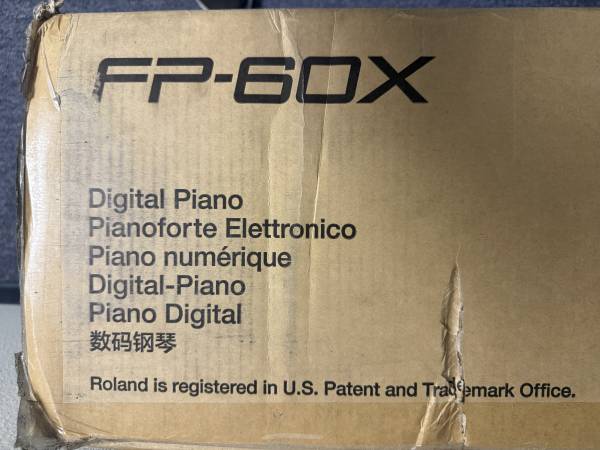 FP-60X
Digital Piano
Pianoforte Elettronico
Piano numérique
Digital-Piano
Piano Digital
数码钢琴
Roland is registered in U.S. Patent and Trademark Office.